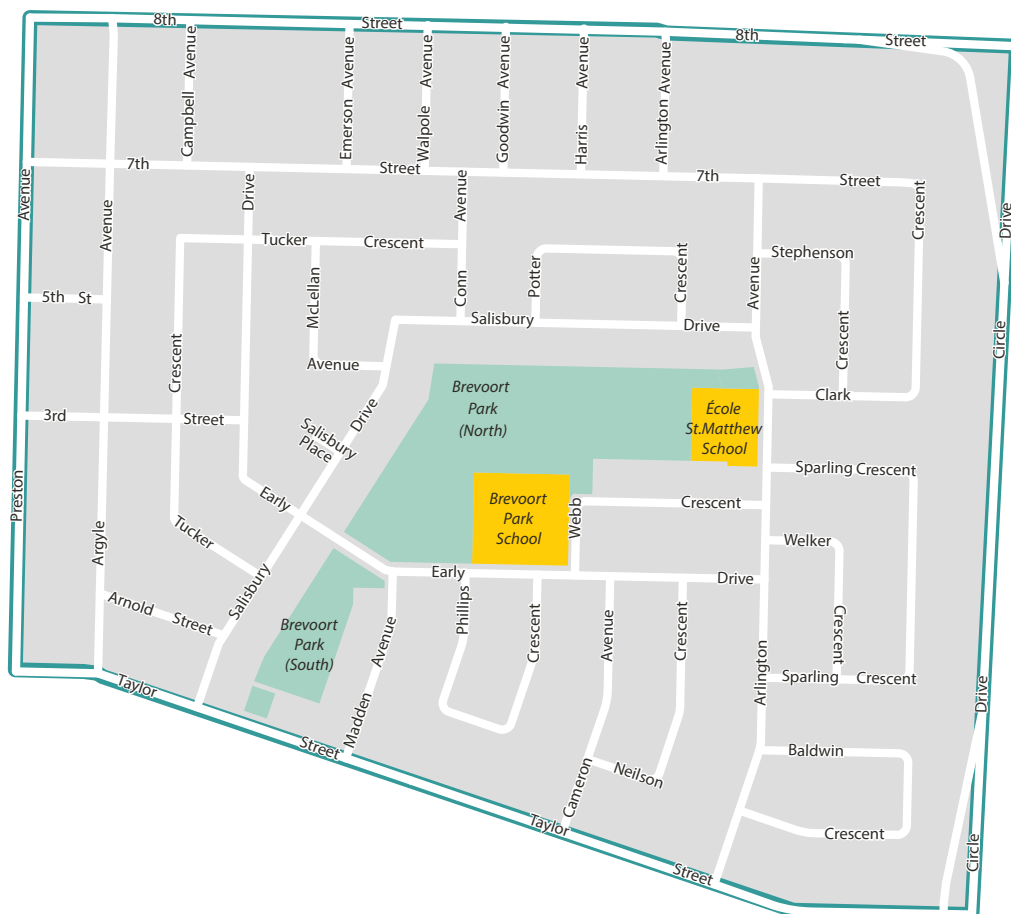 8th
Street
8th
Street
Campbell
Avenue
Emerson
Avenue
Walpole
Avenue
Goodwin
Avenue
Harris
Avenue
Arlington
Avenue
7th
Street
7th
Street
Avenue
Avenue
Drive
Avenue
Crescent
Drive
Tucker
Crescent
Stephenson
Potter
Crescent
Avenue
5th St
McLellan
Conn
Salisbury
Drive
Crescent
Circle
Crescent
Avenue
Clark
3rd
Street
Drive
Salisbury
Place
Brevoort
Park
(North)
École
St.Matthew
School
Sparling
Crescent
Preston
Early
Brevoort
Park
School
Webb
Crescent
Argyle
Tucker
Welker
Early
Drive
Salisbury
Arnold
Street
Phillips
Crescent
Avenue
Crescent
Crescent
Brevoort
Park
(South)
Avenue
Arlington
Sparling
Crescent
Taylor
Madden
Drive
Street
Baldwin
Cameron
Neilson
Taylor
Crescent
Street
Circle